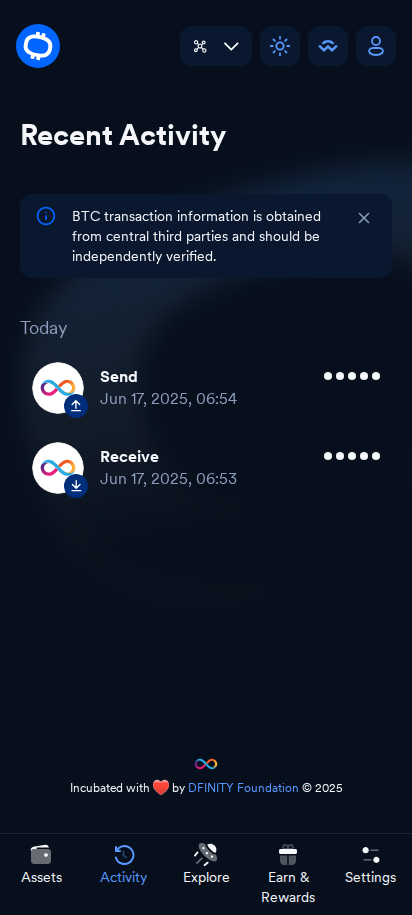 Recent Activity
BTC transaction information is obtained
from central third parties and should be
independently verified.
Today
Send
Jun 17, 2025, 06:54
Receive
Jun 17, 2025, 06:53
Incubated with ❤️ by DFINITY Foundation © 2025
Assets
Activity
Explore
Earn &
Rewards
Settings